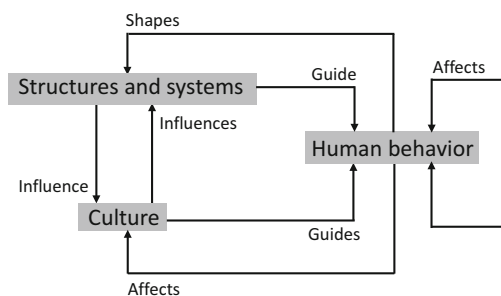 Shapes
Guide
Affects
Structures and systems
Influences
Human behavior
Influence
Culture
Guides
Affects